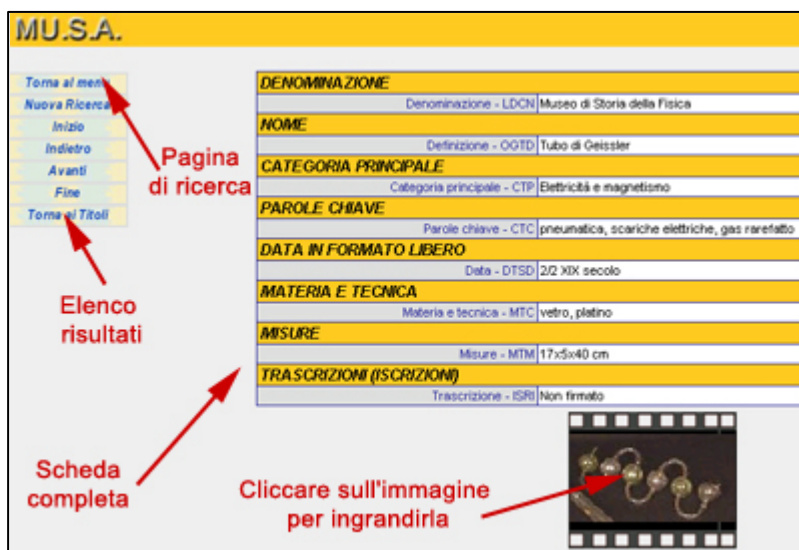 MU.S.A.
Torna al menu
Nuova Ricerca
Inizio
Indietro
Avanti
Fine
Torna ai Titoli
Pagina
di ricerca
Elenco
risultati
Scheda
completa
DENOMINAZIONE
Denominazione - LDCN Museo di Storia della Fisica
NOME
Definizione - OGTD Tubo di Geissler
CATEGORIA PRINCIPALE
Categoria principale - CTP Elettricità e magnetismo
PAROLE CHIAVE
Parole chiave - CTC pneumatica, scariche elettriche, gas rarefatto
DATA IN FORMATO LIBERO
Data - DTSD 2/2 XIX secolo
MATERIA E TECNICA
Materia e tecnica - MTC vetro, platino
MISURE
Misure - MTM 17x5x40 cm
TRASCRIZIONI (ISCRIZIONI)
Trascrizione - ISRI Non firmato
Cliccare sull'immagine
per ingrandirla